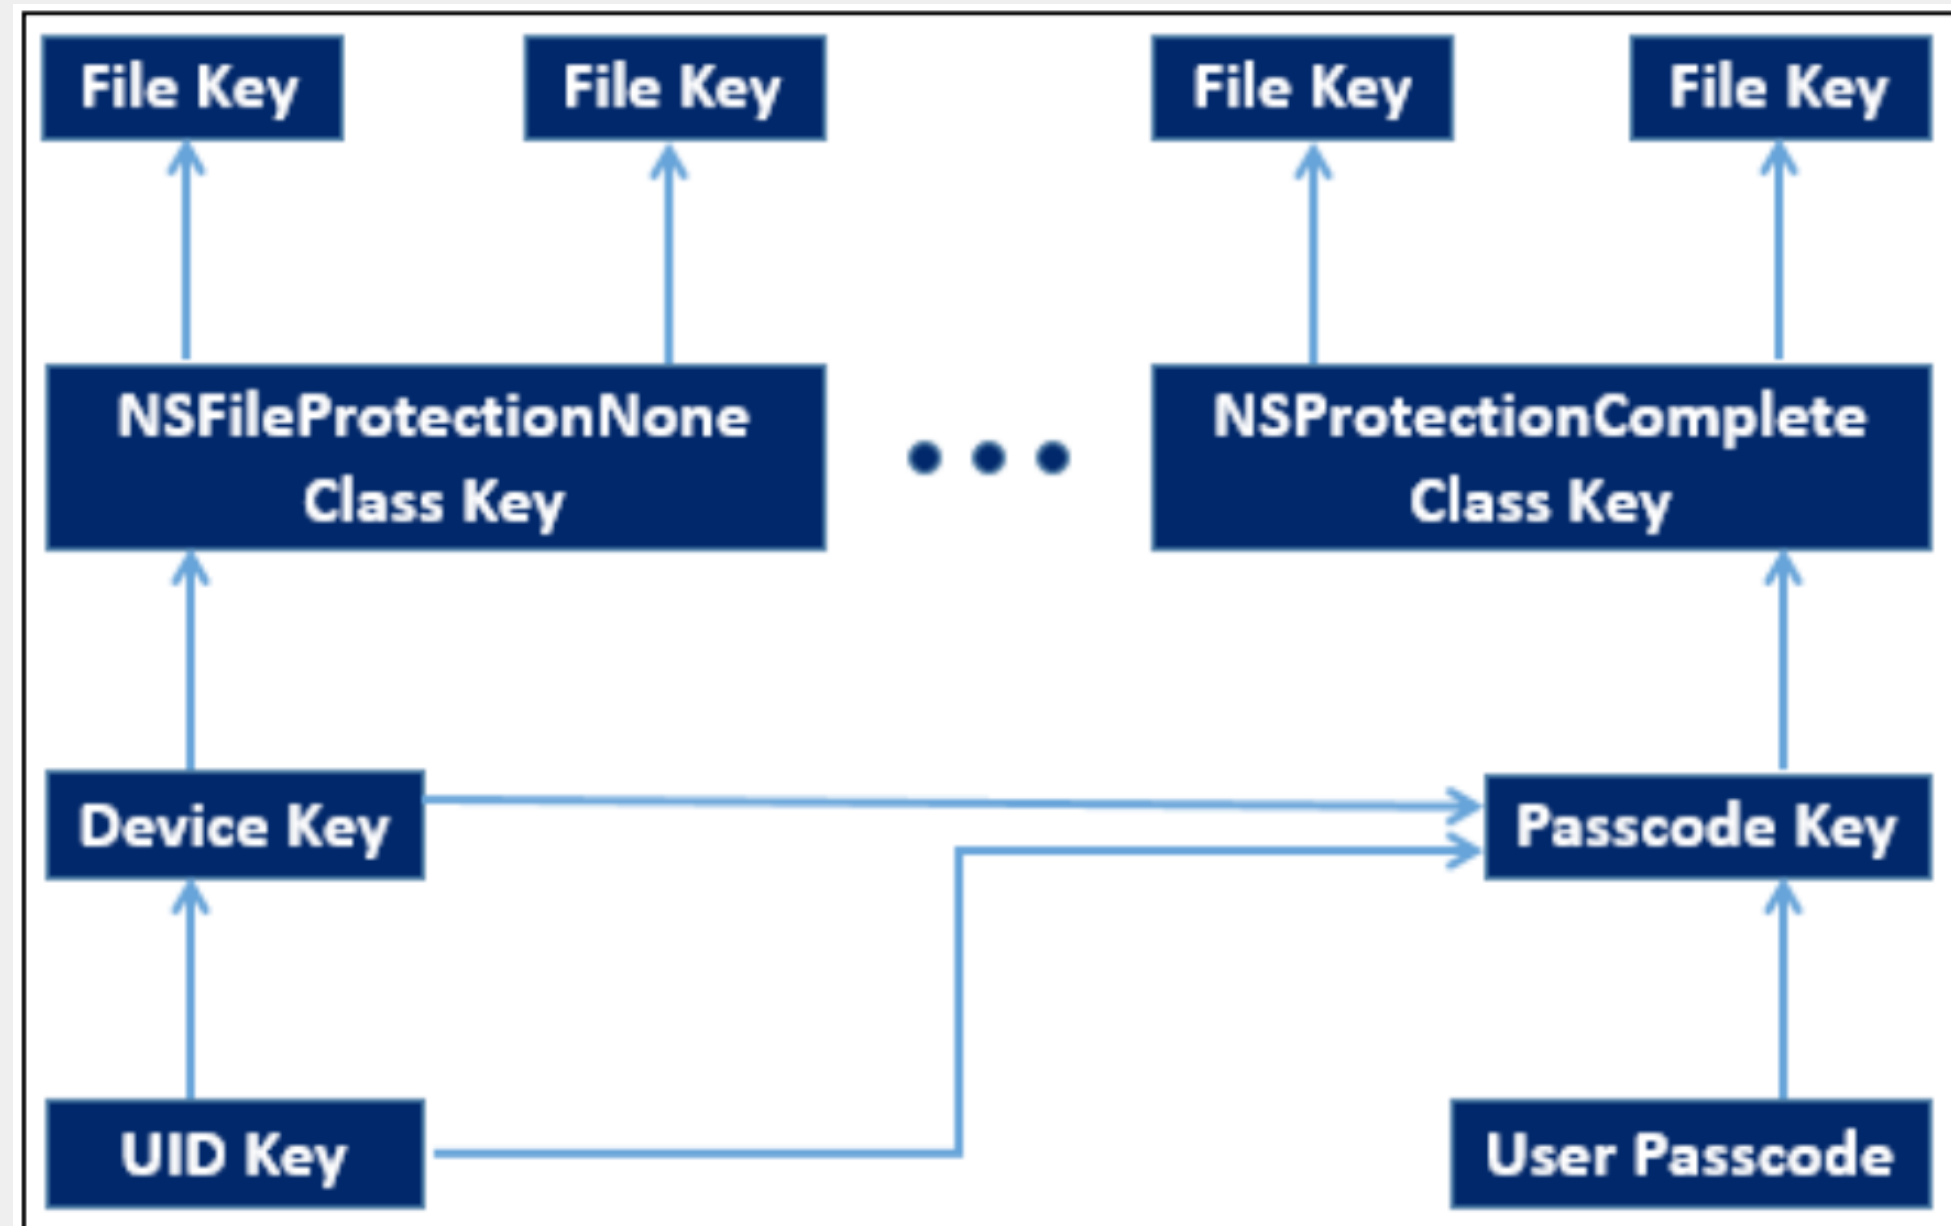 File Key
File Key
File Key
File Key
NSFileProtectionNone
Class Key
NSProtectionComplete
Class Key
Device Key
Passcode Key
UID Key
User Passcode